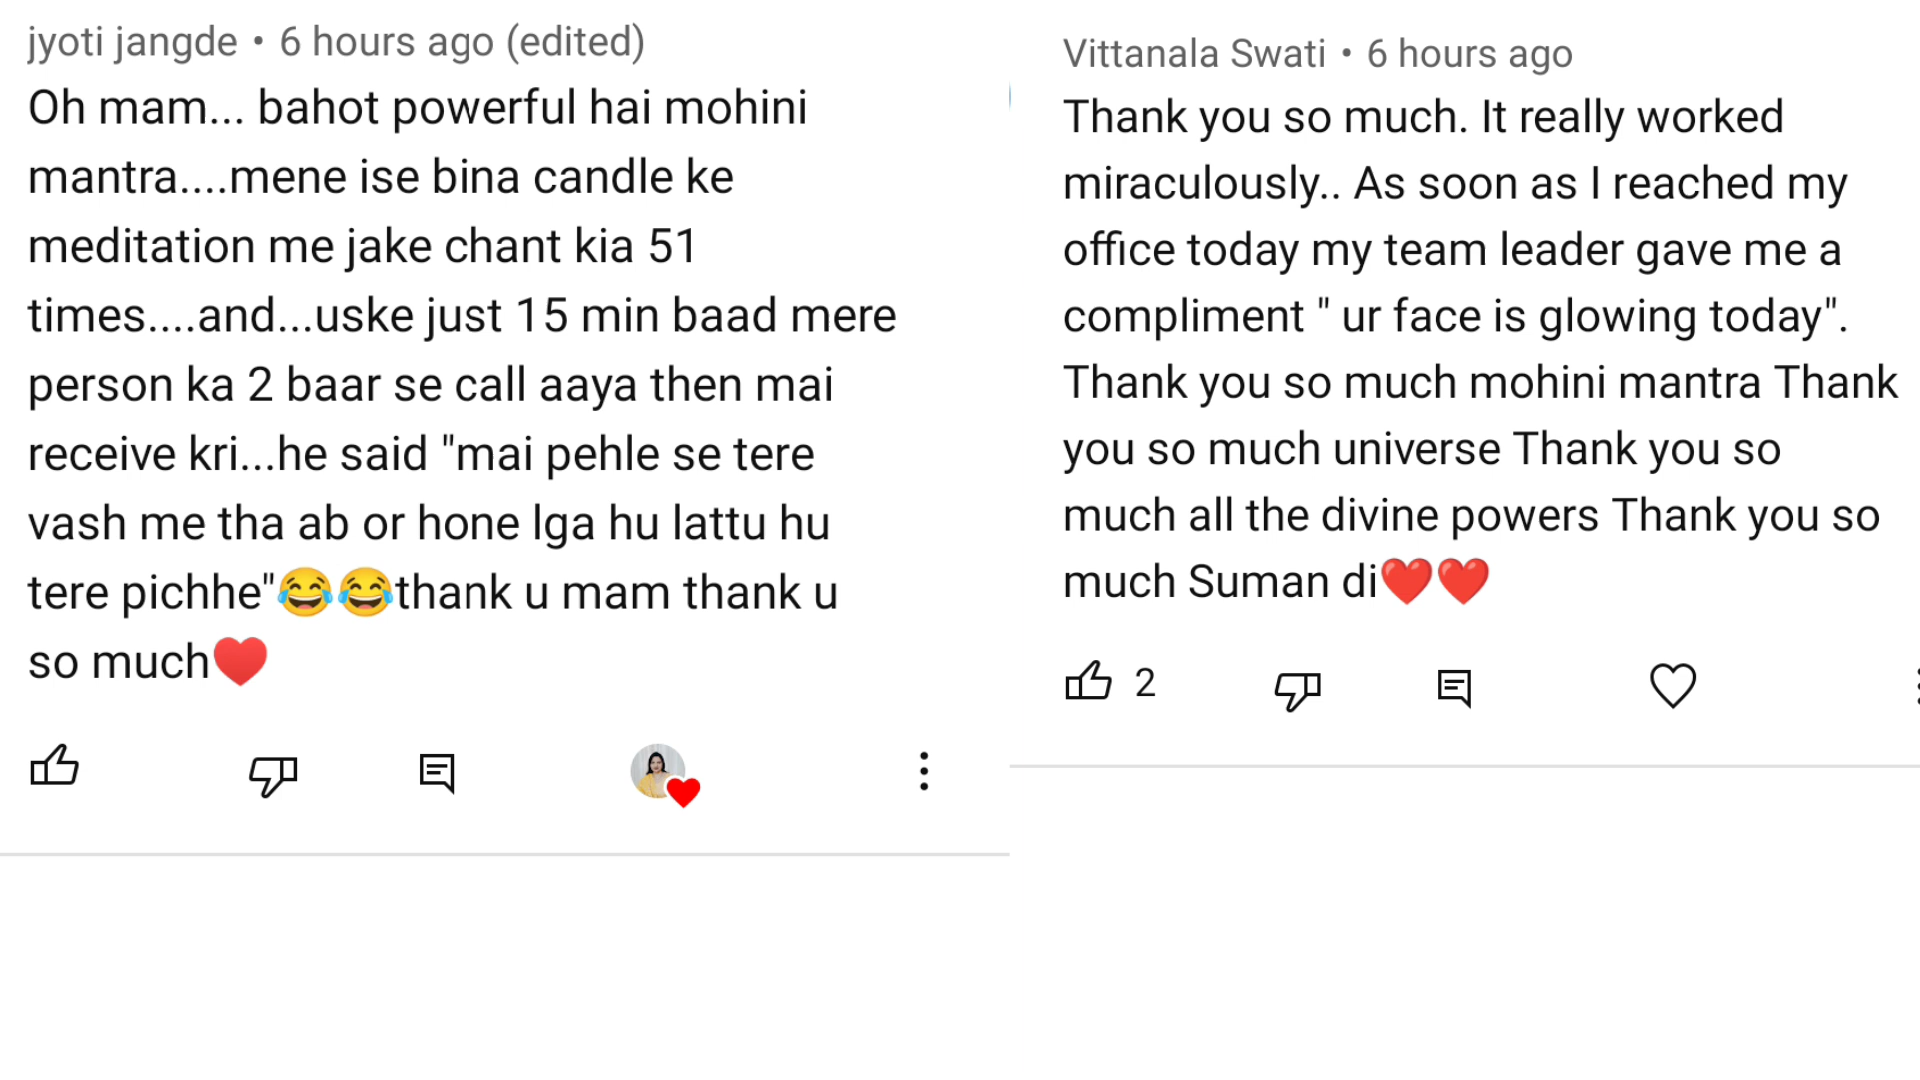 jyoti jangde • 6 hours ago (edited)
Oh mam... bahot powerful hai mohini
mantra....mene ise bina candle ke
meditation me jake chant kia 51
times....and...uske just 15 min baad mere
person ka 2 baar se call aaya then mai
receive kri...he said "mai pehle se tere
vash me tha ab or hone lga hu lattu hu
tere pichhe"😂😂thank u mam thank u
so much♥️
Vittanala Swati • 6 hours ago
Thank you so much. It really worked
miraculously.. As soon as I reached my
office today my team leader gave me a
compliment " ur face is glowing today".
Thank you so much mohini mantra Thank
you so much universe Thank you so
much all the divine powers Thank you so
much Suman di❤️❤️
2